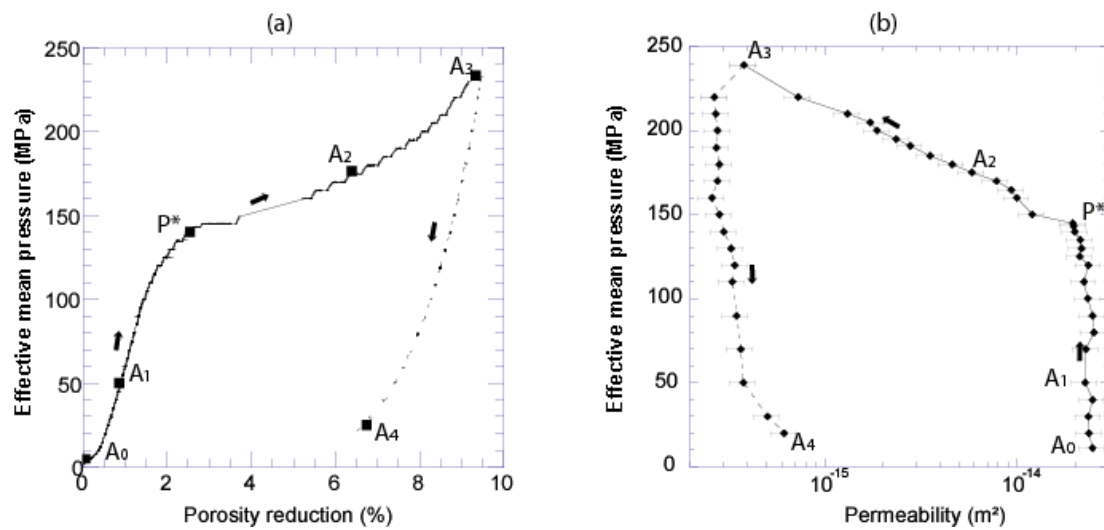 (a)
250
200
150
100
50
0
Effective mean pressure (MPa)
A0
A1
P*
A2
A3
A4
0 2 4 6 8 10
Porosity reduction (%)
(b)
250
200
150
100
50
0
Effective mean pressure (MPa)
A3
A2
P*
A1
A0
A4
10⁻¹⁵ 10⁻¹⁴
Permeability (m²)